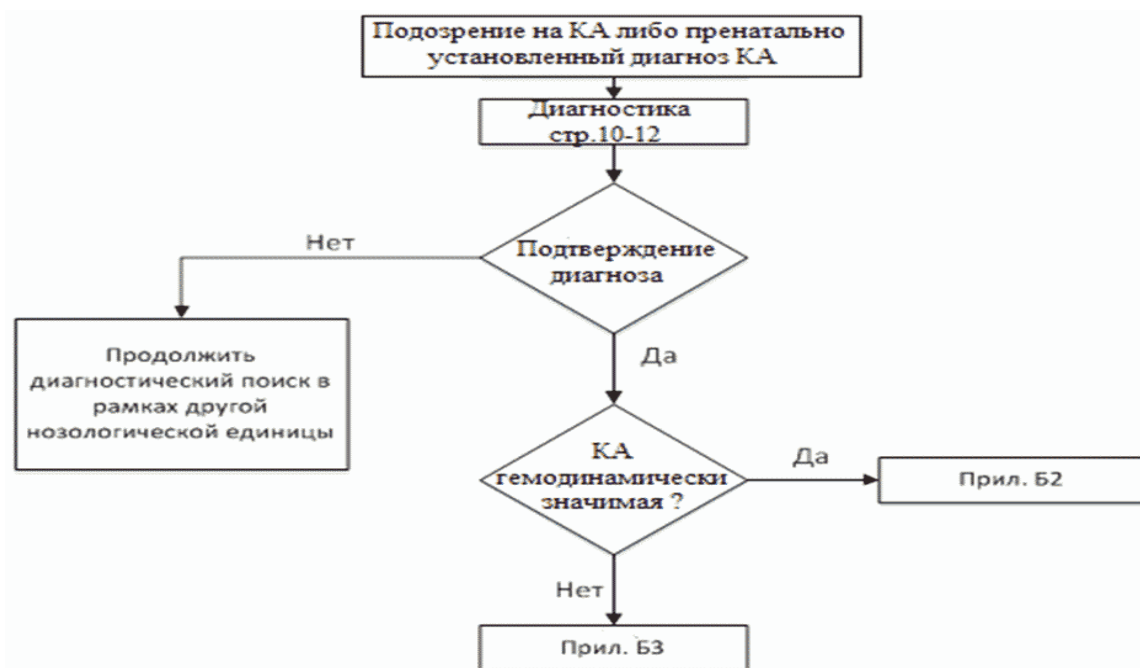 Подозрение на КА либо пренатально
установленный диагноз КА
Диагностика
стр.10-12
Подтверждение
диагноза
Нет
Да
Продолжить
диагностический поиск в
рамках другой
нозологической единицы
КА
гемодинамически
значимая ?
Да
Прил. Б2
Нет
Прил. Б3